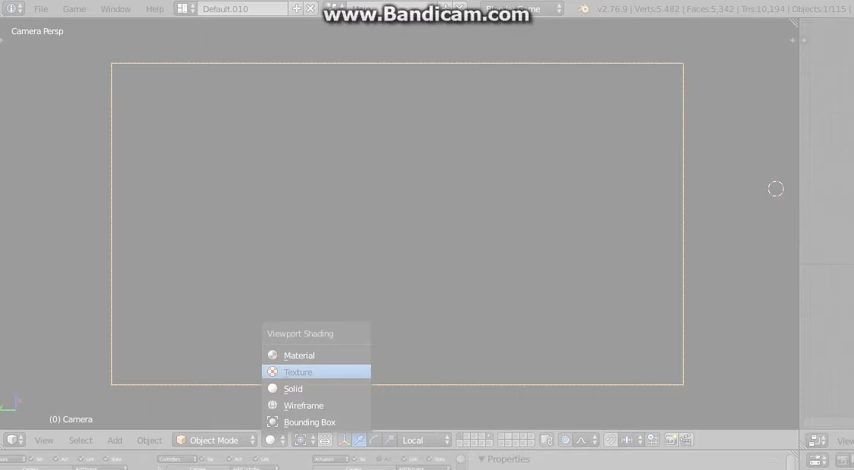 www.Bandicam.com
File Game Window Help Default.010 v2.76.9 | Verts:5,482 | Faces:5,342 | Tris:10,194 | Objects:1/115 |
Camera Persp
Viewport Shading
Material
Texture
Solid
Wireframe
Bounding Box
(0) Camera
View Select Add Object Object Mode Local View
Properties